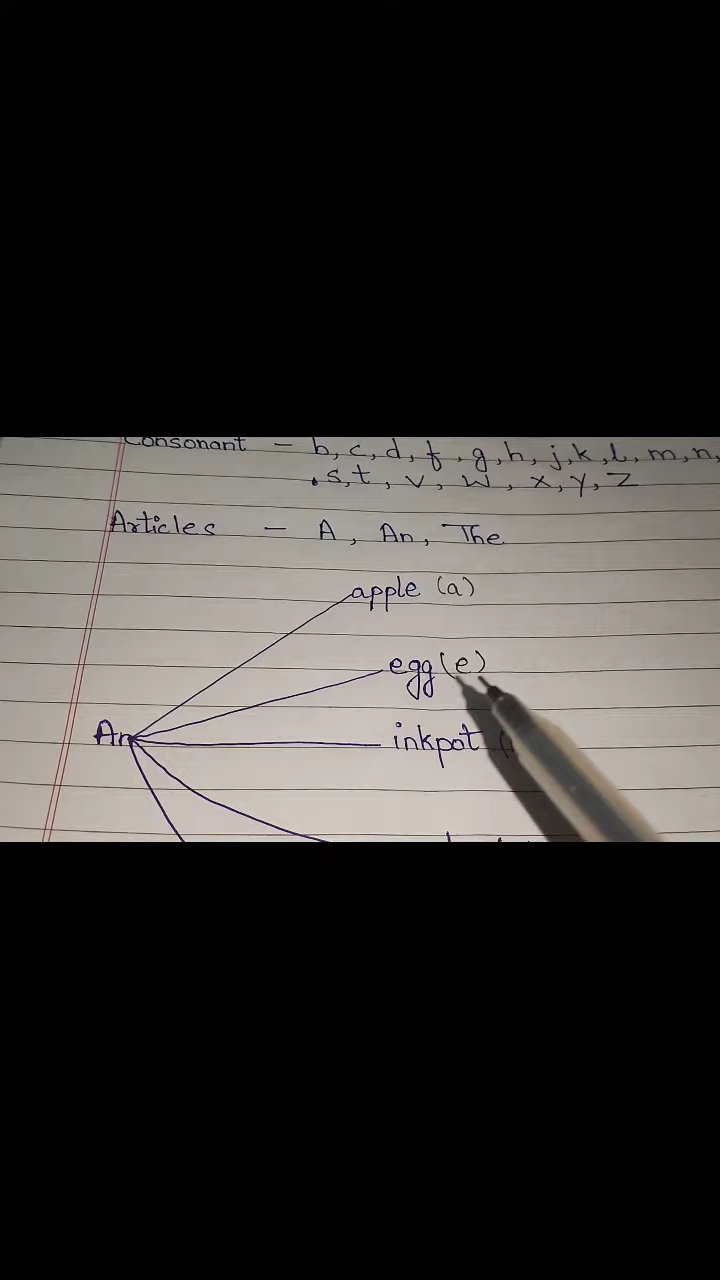 Consonant - b, c, d, f, g, h, j, k, l, m, n,
s, t, v, w, x, y, z
Articles - A, An, The
apple (a)
egg (e)
An inkpot